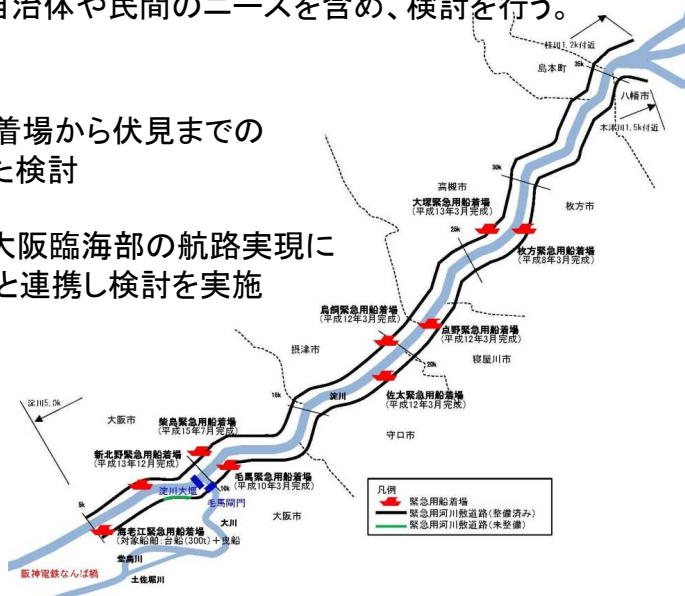 自治体や民間のニーズを含め、検討を行う。
着場から伏見までの
た検討
大阪臨海部の航路実現に
と連携し検討を実施
桂川1.2k付近
島本町
35k
八幡市
木津川1.5k付近
30k
高槻市
大塚緊急用船着場
(平成13年3月完成)
枚方市
25k
枚方緊急用船着場
(平成8年3月完成)
鳥飼緊急用船着場
(平成12年3月完成)
点野緊急用船着場
(平成12年3月完成)
摂津市
20k
寝屋川市
淀川
佐太緊急用船着場
(平成12年3月完成)
守口市
淀川5.0k
大阪市
柴島緊急用船着場
(平成15年7月完成)
新北野緊急用船着場
(平成13年12月完成)
毛馬緊急用船着場
(平成10年3月完成)
10k
淀川大堰
毛馬閘門
5k
大川
大阪市
海老江緊急用船着場
(対象船舶:台船(300t)+曳船)
堂島川
阪神電鉄なんば橋
土佐堀川
凡例
緊急用船着場
緊急用河川敷道路(整備済み)
緊急用河川敷道路(未整備)